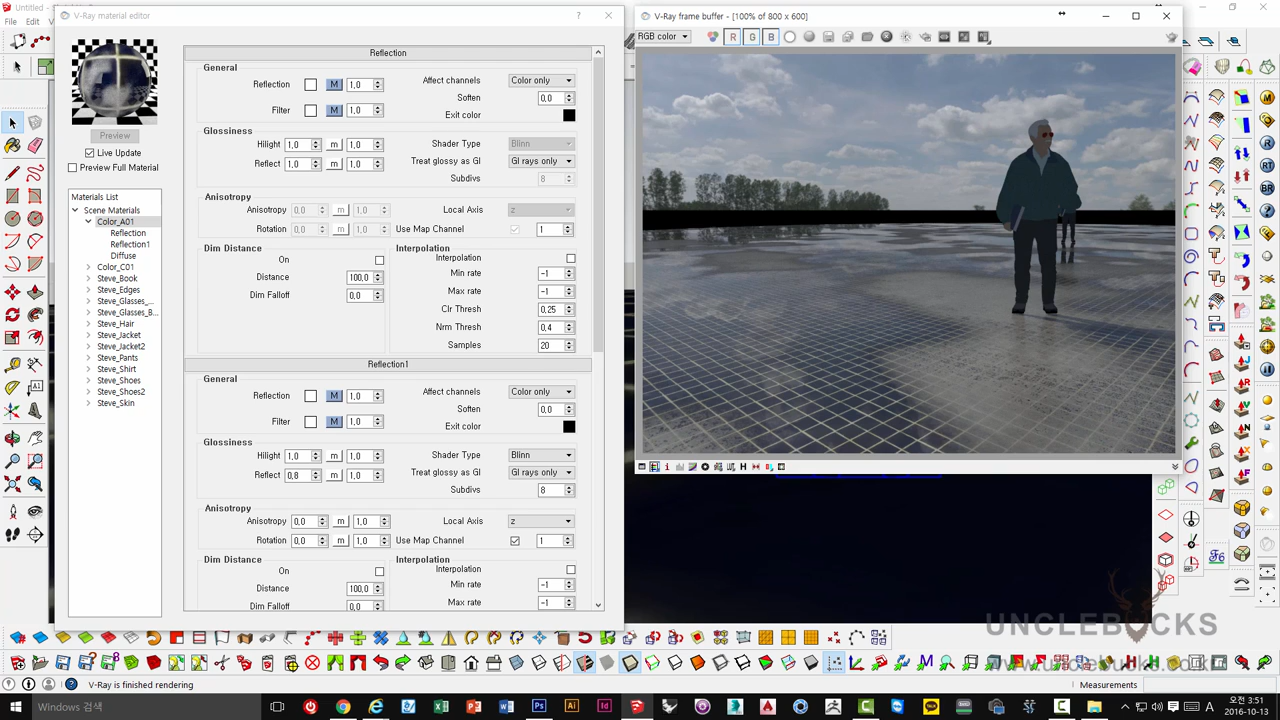 Untitled - S
File Edit
V-Ray material editor
?
Preview
Live Update
Preview Full Material
Materials List
Scene Materials
Color_A01
Reflection
Reflection1
Diffuse
Color_C01
Steve_Book
Steve_Edges
Steve_Glasses_...
Steve_Glasses_B...
Steve_Hair
Steve_Jacket
Steve_Jacket2
Steve_Pants
Steve_Shirt
Steve_Shoes
Steve_Shoes2
Steve_Skin
Reflection
General
Reflection M 1,0 Affect channels Color only
Soften 0,0
Filter M 1,0 Exit color
Glossiness
Hilight 1,0 m 1,0 Shader Type Blinn
Reflect 1,0 m 1,0 Treat glossy as GI GI rays only
Subdivs 8
Anisotropy
Anisotropy 0,0 m 1,0 Local Axis z
Rotation 0,0 m 1,0 Use Map Channel 1
Dim Distance Interpolation
On Interpolation
Distance 100,0 Min rate -1
Dim Falloff 0,0 Max rate -1
Clr Thresh 0,25
Nrm Thresh 0,4
Samples 20
Reflection1
General
Reflection M 1,0 Affect channels Color only
Soften 0,0
Filter M 1,0 Exit color
Glossiness
Hilight 1,0 m 1,0 Shader Type Blinn
Reflect 0,8 m 1,0 Treat glossy as GI GI rays only
Subdivs 8
Anisotropy
Anisotropy 0,0 m 1,0 Local Axis z
Rotation 0,0 m 1,0 Use Map Channel 1
Dim Distance Interpolation
On Interpolation
Distance 100,0 Min rate -1
Dim Falloff 0,0 Max rate -1
V-Ray frame buffer - [100% of 800 x 600]
RGB color R G B
UNCLEBUCKS
V-Ray is finished rendering
Measurements
Windows 검색
오전 3:51
2016-10-13